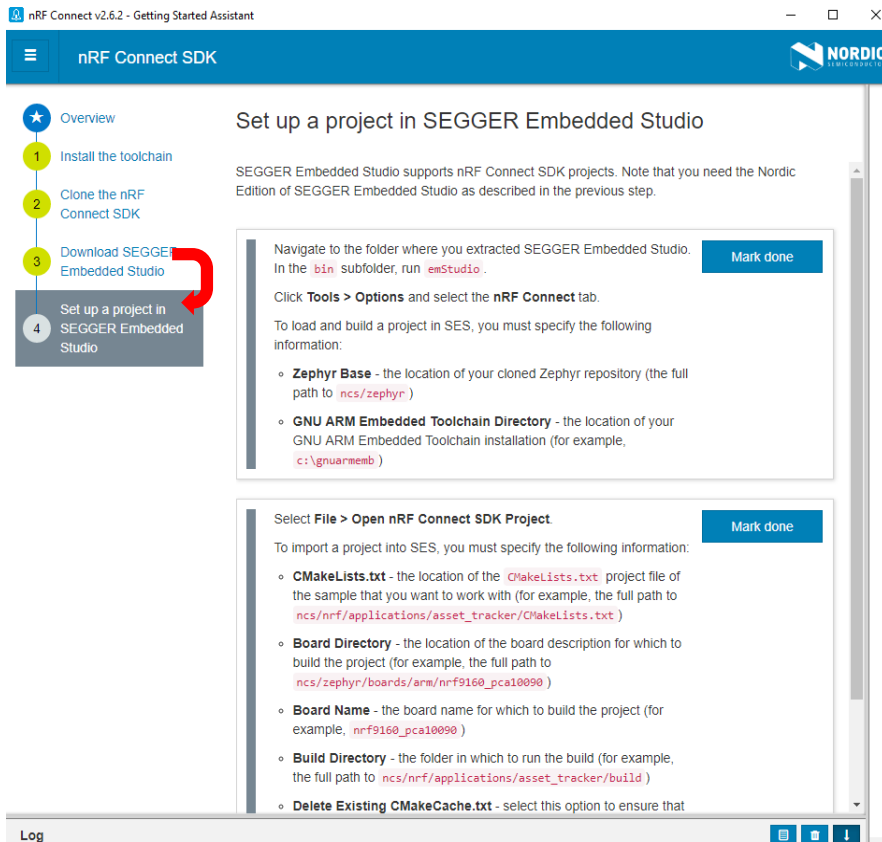 nRF Connect v2.6.2 - Getting Started Assistant
nRF Connect SDK
NORDIC
SEMICONDUCTOR
Overview
1
Install the toolchain
2
Clone the nRF
Connect SDK
3
Download SEGGER
Embedded Studio
4
Set up a project in
SEGGER Embedded
Studio
Set up a project in SEGGER Embedded Studio
SEGGER Embedded Studio supports nRF Connect SDK projects. Note that you need the Nordic
Edition of SEGGER Embedded Studio as described in the previous step.
Navigate to the folder where you extracted SEGGER Embedded Studio.
In the bin subfolder, run emStudio.
Mark done
Click Tools > Options and select the nRF Connect tab.
To load and build a project in SES, you must specify the following
information:
Zephyr Base - the location of your cloned Zephyr repository (the full
path to ncs/zephyr )
GNU ARM Embedded Toolchain Directory - the location of your
GNU ARM Embedded Toolchain installation (for example,
c:\gnuarmemb )
Select File > Open nRF Connect SDK Project.
Mark done
To import a project into SES, you must specify the following information:
CMakeLists.txt - the location of the CMakeLists.txt project file of
the sample that you want to work with (for example, the full path to
ncs/nrf/applications/asset_tracker/CMakeLists.txt )
Board Directory - the location of the board description for which to
build the project (for example, the full path to
ncs/zephyr/boards/arm/nrf9160_pca10090 )
Board Name - the board name for which to build the project (for
example, nrf9160_pca10090 )
Build Directory - the folder in which to run the build (for example,
the full path to ncs/nrf/applications/asset_tracker/build )
Delete Existing CMakeCache.txt - select this option to ensure that
Log